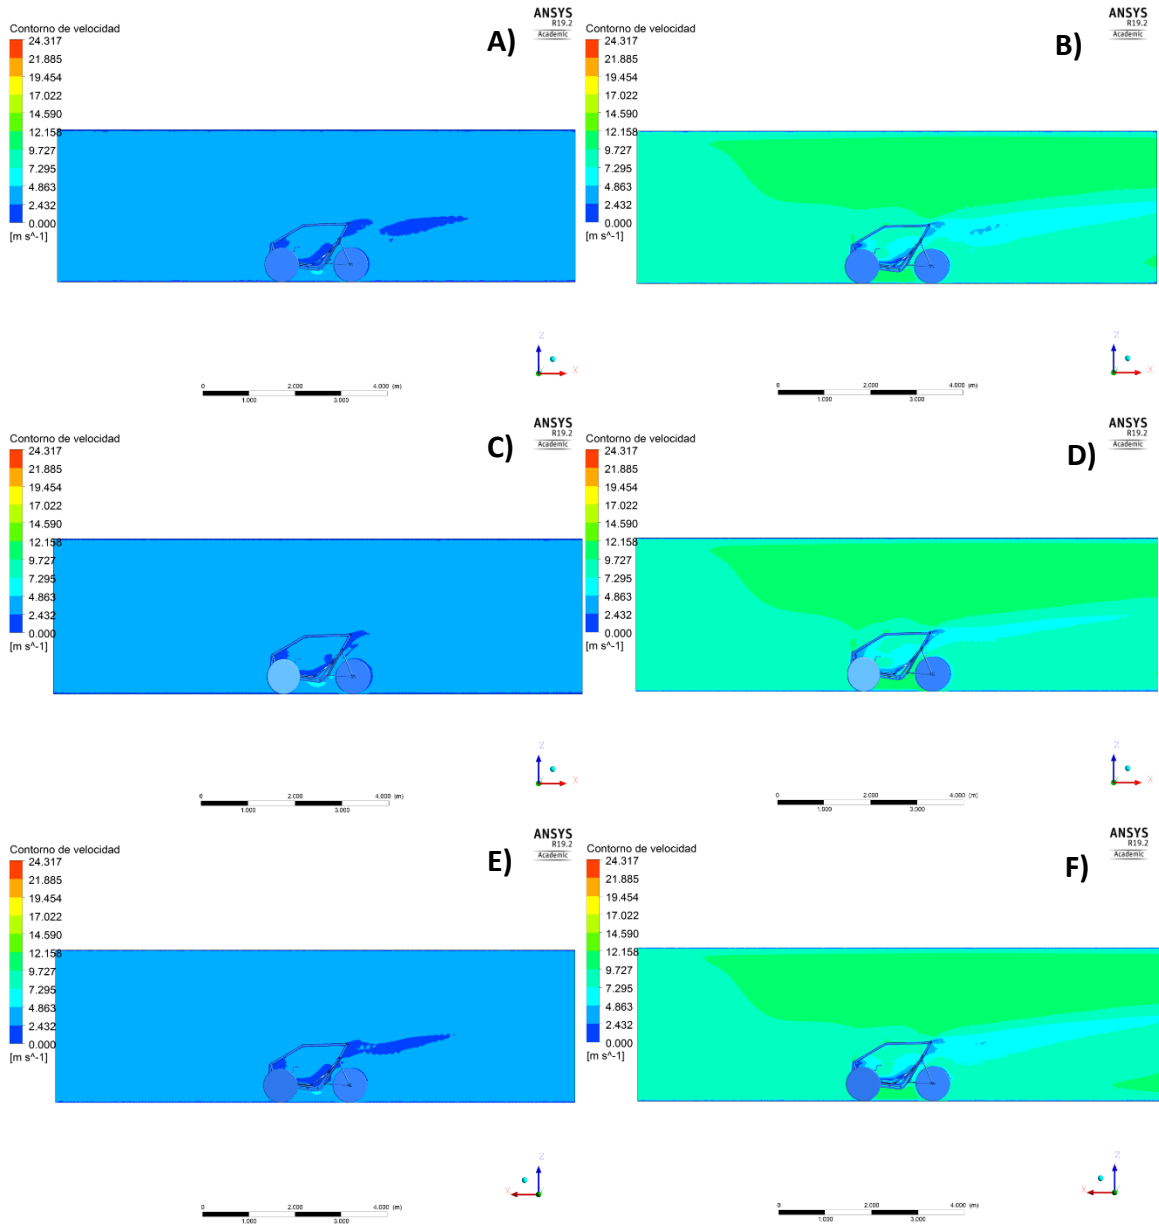 ANSYS
R19.2
Academic
A)
Contorno de velocidad
24.317
21.885
19.454
17.022
14.590
12.158
9.727
7.295
4.863
2.432
0.000
[m s^-1]
Z
X
0 2.000 4.000 (m)
1.000 3.000
ANSYS
R19.2
Academic
B)
Contorno de velocidad
24.317
21.885
19.454
17.022
14.590
12.158
9.727
7.295
4.863
2.432
0.000
[m s^-1]
Z
X
0 2.000 4.000 (m)
1.000 3.000
ANSYS
R19.2
Academic
C)
Contorno de velocidad
24.317
21.885
19.454
17.022
14.590
12.158
9.727
7.295
4.863
2.432
0.000
[m s^-1]
Z
X
0 2.000 4.000 (m)
1.000 3.000
ANSYS
R19.2
Academic
D)
Contorno de velocidad
24.317
21.885
19.454
17.022
14.590
12.158
9.727
7.295
4.863
2.432
0.000
[m s^-1]
Z
X
0 2.000 4.000 (m)
1.000 3.000
ANSYS
R19.2
Academic
E)
Contorno de velocidad
24.317
21.885
19.454
17.022
14.590
12.158
9.727
7.295
4.863
2.432
0.000
[m s^-1]
Z
X
0 2.000 4.000 (m)
1.000 3.000
ANSYS
R19.2
Academic
F)
Contorno de velocidad
24.317
21.885
19.454
17.022
14.590
12.158
9.727
7.295
4.863
2.432
0.000
[m s^-1]
Z
X
0 2.000 4.000 (m)
1.000 3.000